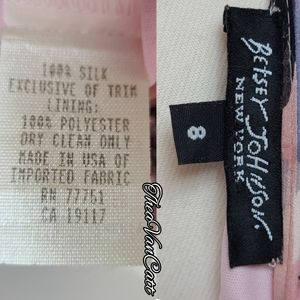 100% SILK
EXCLUSIVE OF TRIM
LINING:
100% POLYESTER
DRY CLEAN ONLY
MADE IN USA OF
IMPORTED FABRIC
RN 77751
CA 19117
BETSEY JOHNSON.
NEW YORK
8